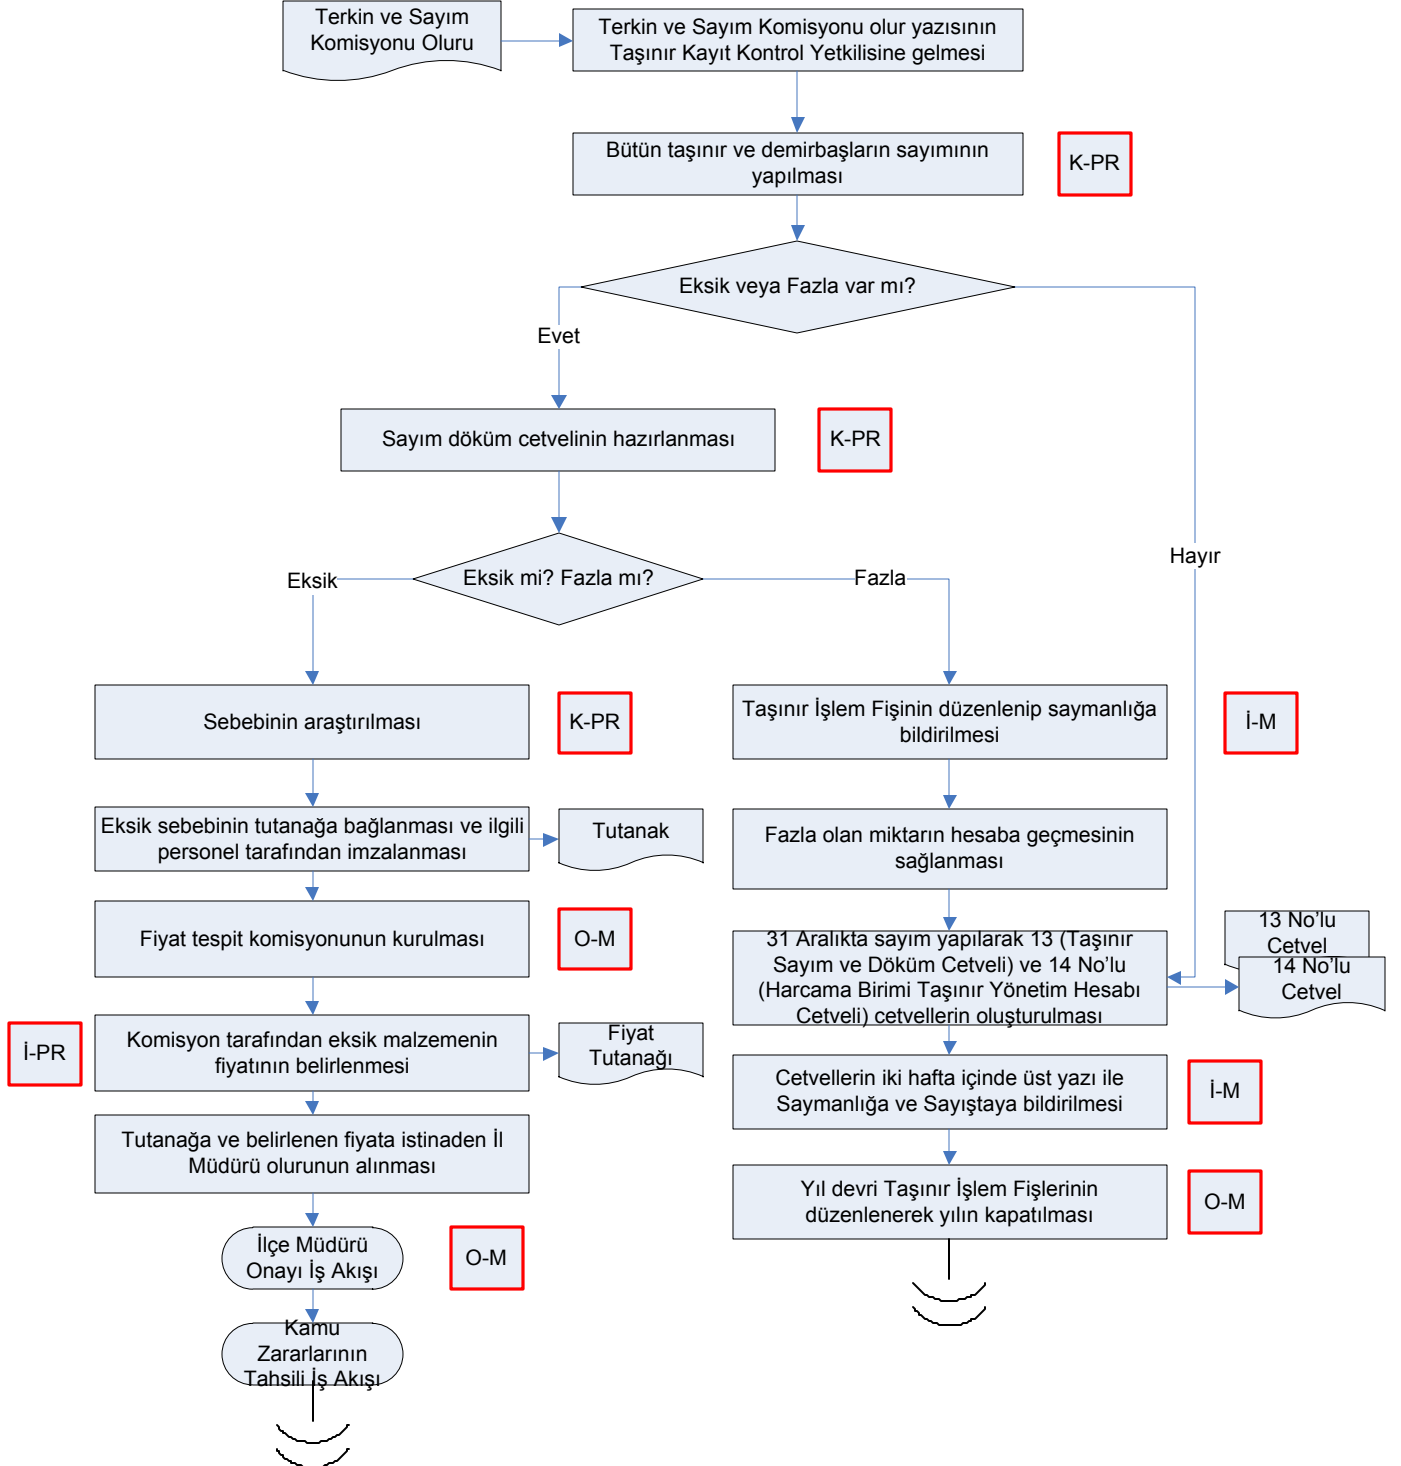 Terkin ve Sayım
Komisyonu Oluru
Terkin ve Sayım Komisyonu olur yazısının
Taşınır Kayıt Kontrol Yetkilisine gelmesi
Bütün taşınır ve demirbaşların sayımının
yapılması
K-PR
Eksik veya Fazla var mı?
Evet
Sayım döküm cetvelinin hazırlanması
K-PR
Hayır
Eksik mi? Fazla mı?
Eksik
Fazla
Sebebinin araştırılması
K-PR
Taşınır İşlem Fişinin düzenlenip saymanlığa
bildirilmesi
İ-M
Eksik sebebinin tutanağa bağlanması ve ilgili
personel tarafından imzalanması
Tutanak
Fazla olan miktarın hesaba geçmesinin
sağlanması
Fiyat tespit komisyonunun kurulması
O-M
31 Aralıkta sayım yapılarak 13 (Taşınır
Sayım ve Döküm Cetveli) ve 14 No’lu
(Harcama Birimi Taşınır Yönetim Hesabı
Cetveli) cetvellerin oluşturulması
13 No’lu
Cetvel
14 No’lu
Cetvel
İ-PR
Komisyon tarafından eksik malzemenin
fiyatının belirlenmesi
Fiyat
Tutanağı
Cetvellerin iki hafta içinde üst yazı ile
Saymanlığa ve Sayıştaya bildirilmesi
İ-M
Tutanağa ve belirlenen fiyata istinaden İl
Müdürü olurunun alınması
Yıl devri Taşınır İşlem Fişlerinin
düzenlenerek yılın kapatılması
O-M
İlçe Müdürü
Onayı İş Akışı
O-M
Kamu
Zararlarının
Tahsili İş Akışı